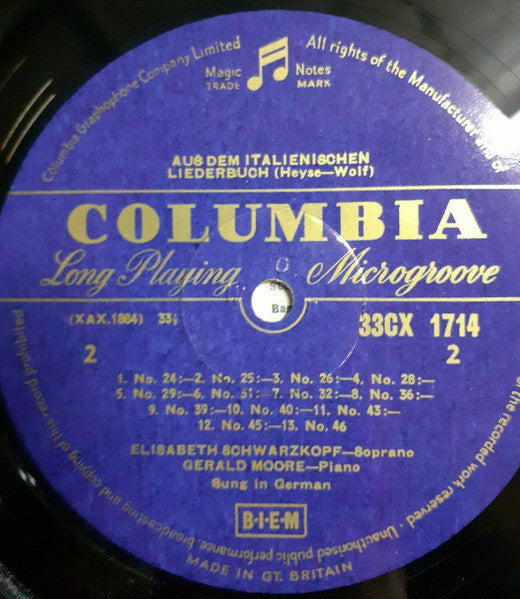 Columbia Graphophone Company Limited
All rights of the Manufacturer and of
Magic Notes
TRADE MARK
AUS DEM ITALIENISCHEN
LIEDERBUCH (Heyse—Wolf)
COLUMBIA
Long Playing Microgroove
(XAX.1864) 33⅓
33CX 1714
2 2
1. No. 24:—2. No. 25:—3. No. 26:—4. No. 28:—
5. No. 29:—6. No. 31:—7. No. 32:—8. No. 36:—
9. No. 39:—10. No. 40:—11. No. 43:—
12. No. 45:—13. No. 46
ELISABETH SCHWARZKOPF—Soprano
GERALD MOORE—Piano
Sung in German
B·I·E·M
of the recorded work reserved · Unauthorised public performance, broadcasting and copying of this record prohibited
MADE IN GT. BRITAIN